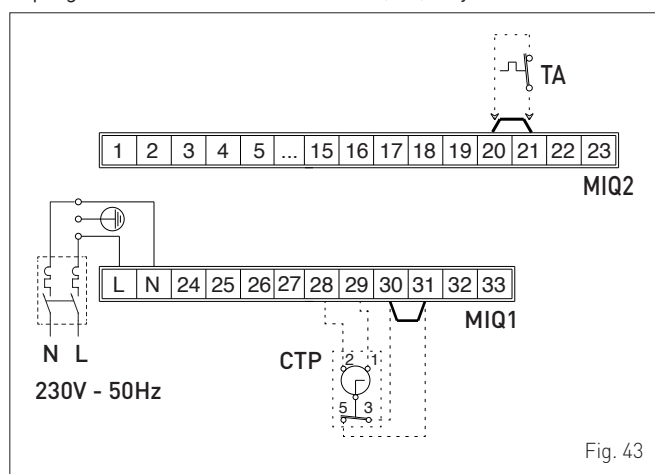 TA
1 2 3 4 5 ... 15 16 17 18 19 20 21 22 23
MIQ2
L N 24 25 26 27 28 29 30 31 32 33
MIQ1
N L
230V - 50Hz
CTP
2 1
5 3
Fig. 43